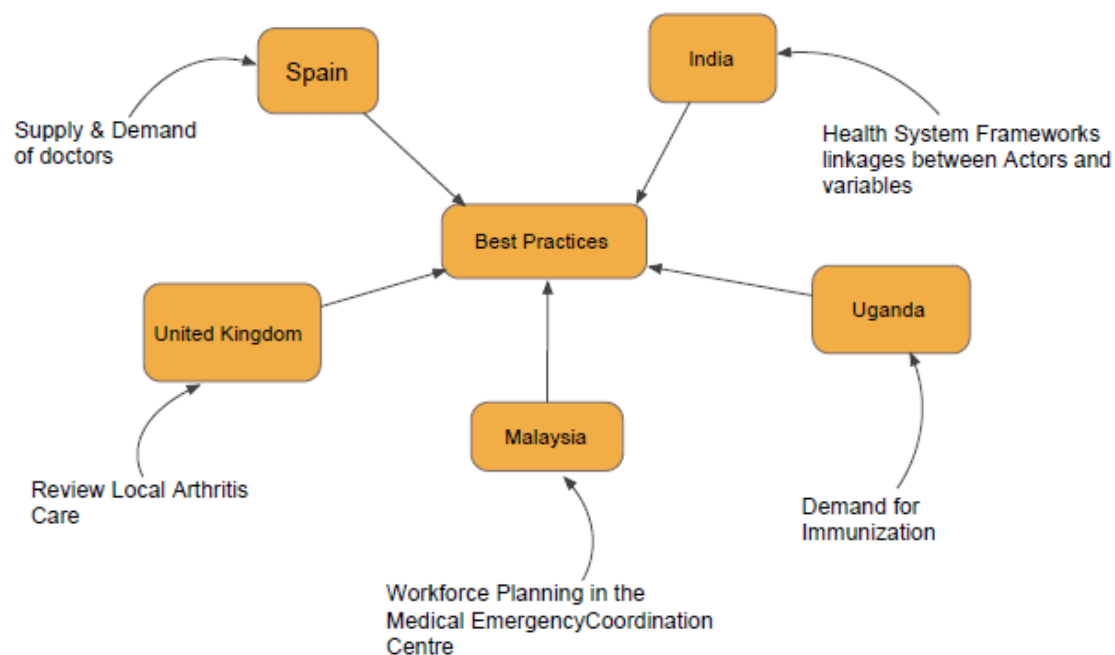 Spain
India
Supply & Demand
of doctors
Health System Frameworks
linkages between Actors and
variables
Best Practices
United Kingdom
Uganda
Malaysia
Review Local Arthritis
Care
Demand for
Immunization
Workforce Planning in the
Medical EmergencyCoordination
Centre